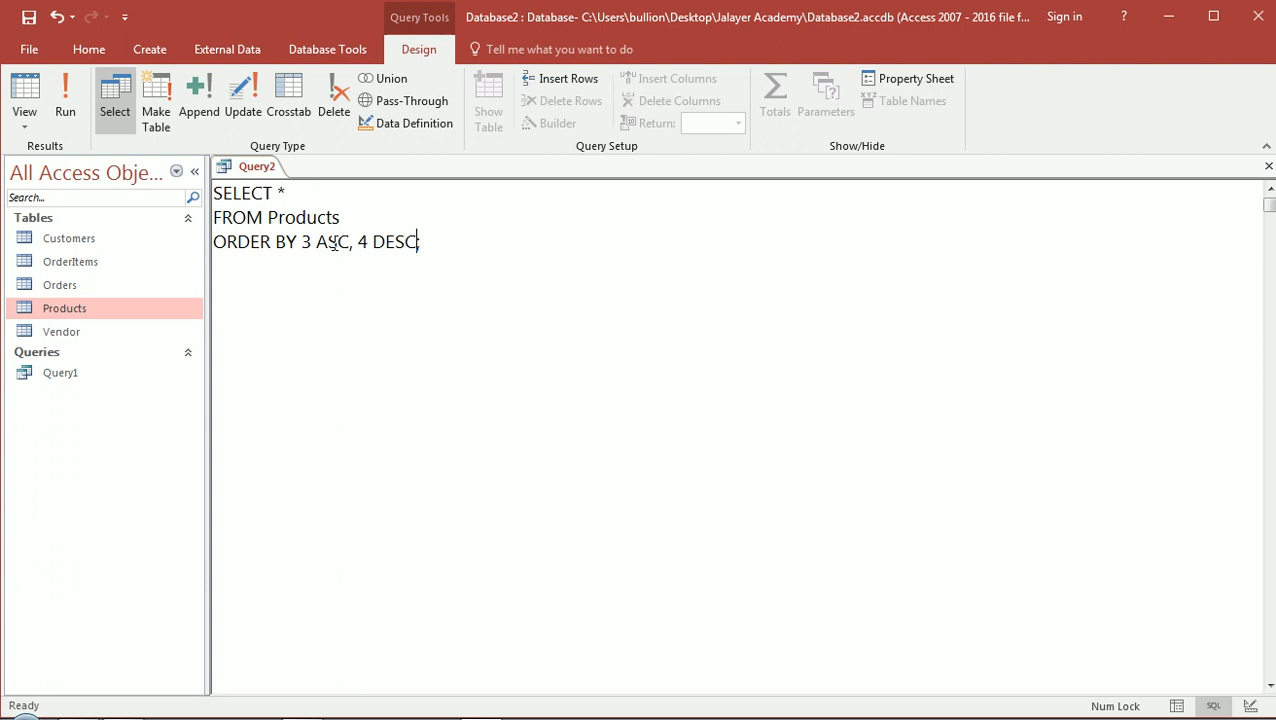 Query Tools
Database2 : Database- C:\Users\bullion\Desktop\Jalayer Academy\Database2.accdb (Access 2007 - 2016 file f...
Sign in
?
File Home Create External Data Database Tools Design Tell me what you want to do
View
Run
Select
Make Table
Append
Update
Crosstab
Delete
Union
Pass-Through
Data Definition
Show Table
Insert Rows
Delete Rows
Builder
Insert Columns
Delete Columns
Return:
Totals
Parameters
Property Sheet
Table Names
Results
Query Type
Query Setup
Show/Hide
All Access Obje...
Search...
Tables
Customers
OrderItems
Orders
Products
Vendor
Queries
Query1
Query2
SELECT *
FROM Products
ORDER BY 3 ASC, 4 DESC;
Ready
Num Lock
SQL